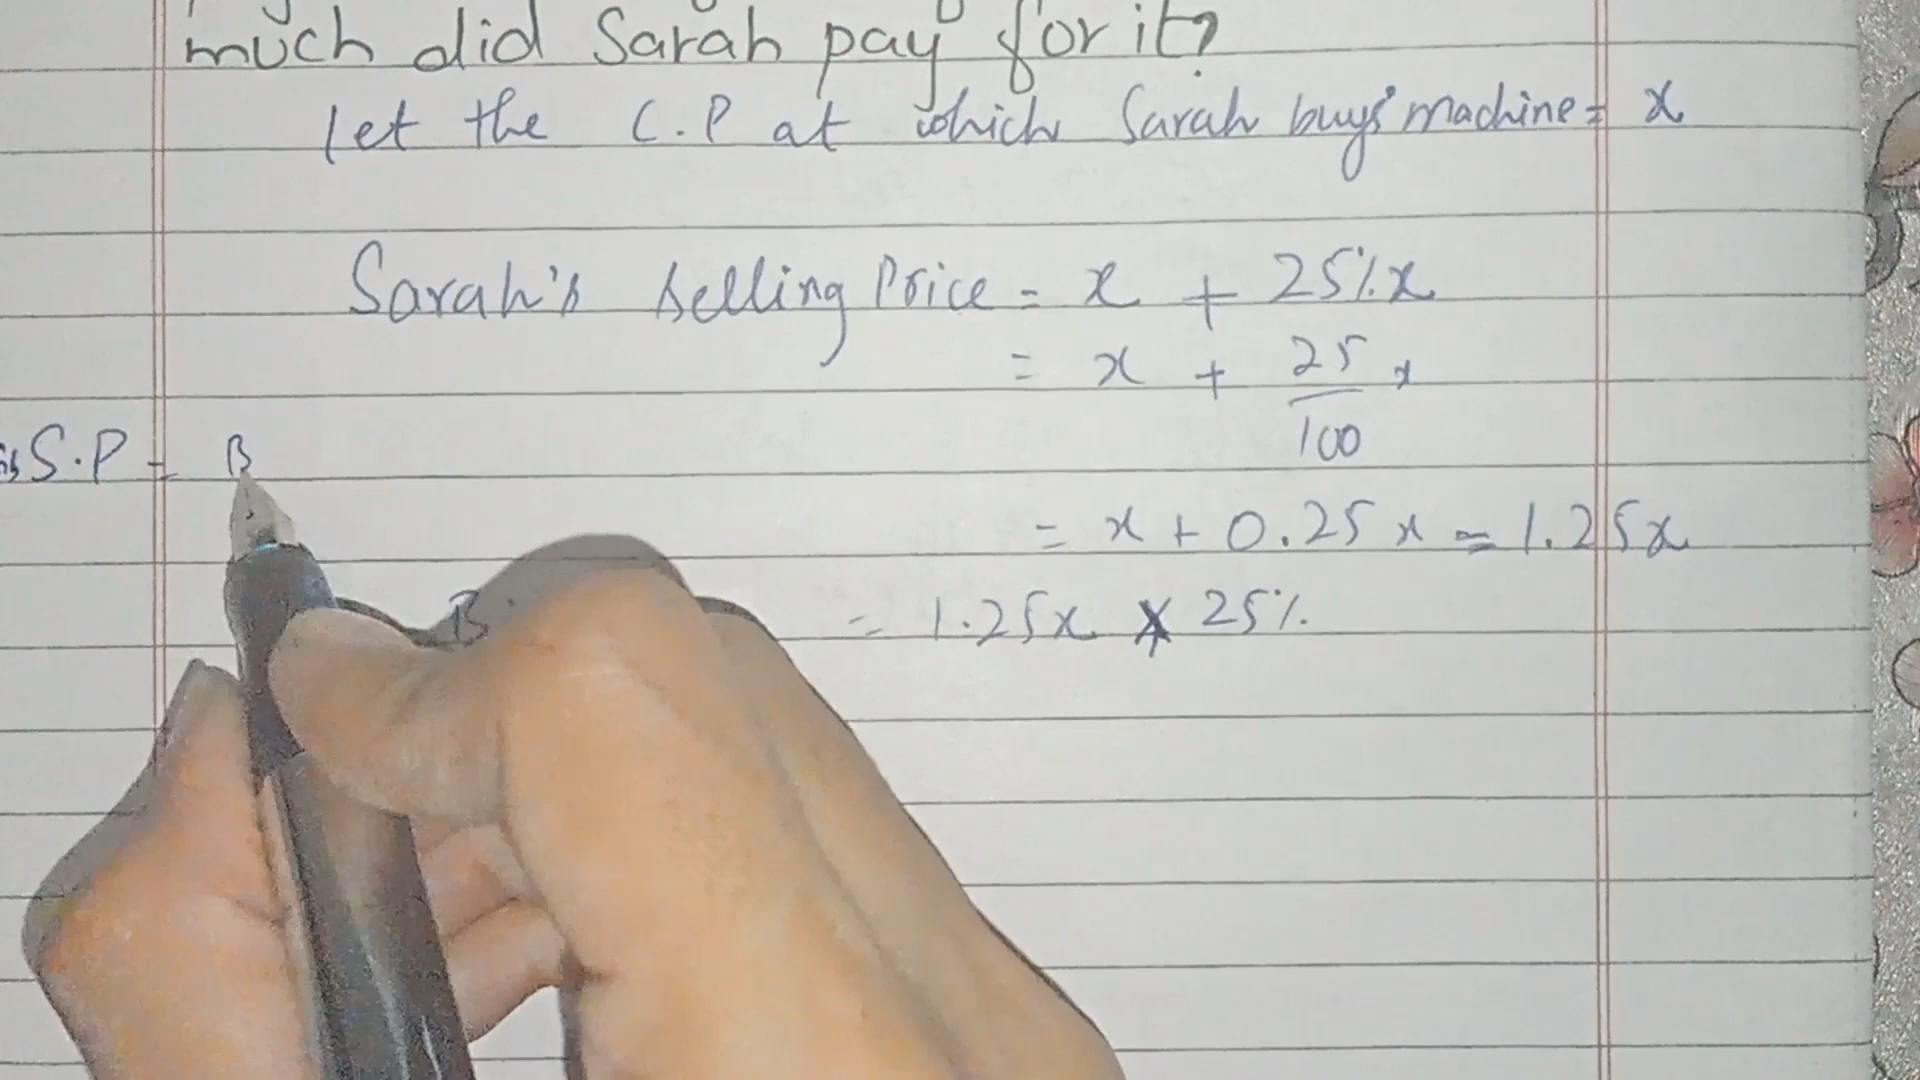 much did Sarah pay for it?
let the C.P at which Sarah buys machine = x
Sarah's selling Price = x + 25%x
= x + 25/100 x
S.P = B
= x + 0.25x = 1.25x
B = 1.25x × 25%